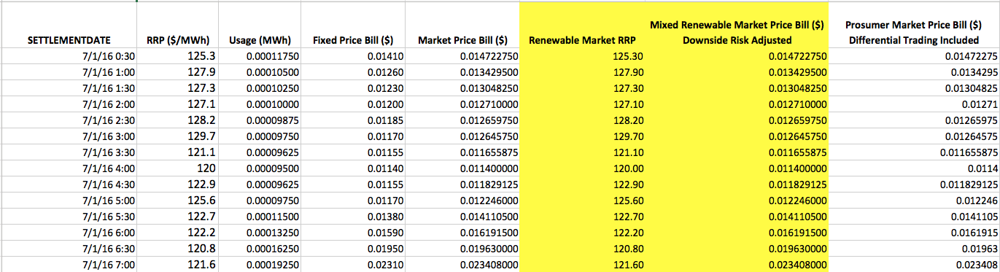 Mixed Renewable Market Price Bill ($) Prosumer Market Price Bill ($)
SETTLEMENTDATE RRP ($/MWh) Usage (MWh) Fixed Price Bill ($) Market Price Bill ($) Renewable Market RRP Downside Risk Adjusted Differential Trading Included
7/1/16 0:30 125.3 0.00011750 0.01410 0.014722750 125.30 0.014722750 0.01472275
7/1/16 1:00 127.9 0.00010500 0.01260 0.013429500 127.90 0.013429500 0.0134295
7/1/16 1:30 127.3 0.00010250 0.01230 0.013048250 127.30 0.013048250 0.01304825
7/1/16 2:00 127.1 0.00010000 0.01200 0.012710000 127.10 0.012710000 0.01271
7/1/16 2:30 128.2 0.00009875 0.01185 0.012659750 128.20 0.012659750 0.01265975
7/1/16 3:00 129.7 0.00009750 0.01170 0.012645750 129.70 0.012645750 0.01264575
7/1/16 3:30 121.1 0.00009625 0.01155 0.011655875 121.10 0.011655875 0.011655875
7/1/16 4:00 120 0.00009500 0.01140 0.011400000 120.00 0.011400000 0.0114
7/1/16 4:30 122.9 0.00009625 0.01155 0.011829125 122.90 0.011829125 0.011829125
7/1/16 5:00 125.6 0.00009750 0.01170 0.012246000 125.60 0.012246000 0.012246
7/1/16 5:30 122.7 0.00011500 0.01380 0.014110500 122.70 0.014110500 0.0141105
7/1/16 6:00 122.2 0.00013250 0.01590 0.016191500 122.20 0.016191500 0.0161915
7/1/16 6:30 120.8 0.00016250 0.01950 0.019630000 120.80 0.019630000 0.01963
7/1/16 7:00 121.6 0.00019250 0.02310 0.023408000 121.60 0.023408000 0.023408